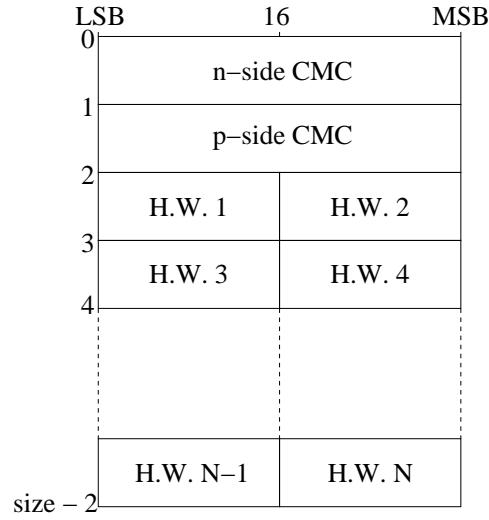 LSB 16 MSB
0
n−side CMC
1
p−side CMC
2
H.W. 1 H.W. 2
3
H.W. 3 H.W. 4
4
H.W. N−1 H.W. N
size − 2